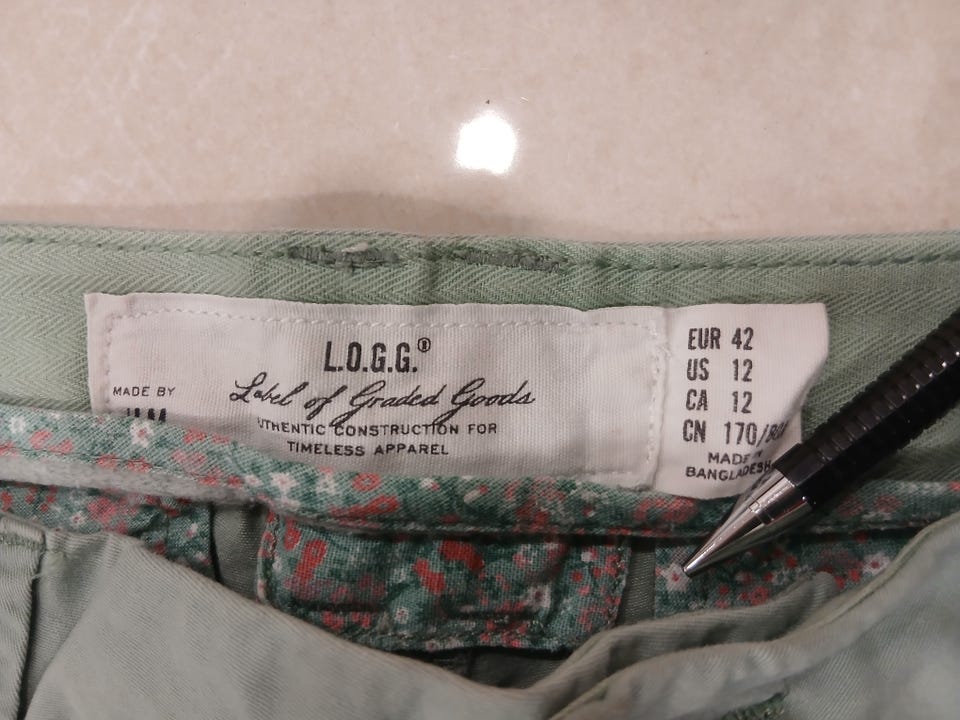 L.O.G.G.®
Label of Graded Goods
MADE BY
UTHENTIC CONSTRUCTION FOR
TIMELESS APPAREL
EUR 42
US 12
CA 12
CN 170/80A
MADE IN
BANGLADESH